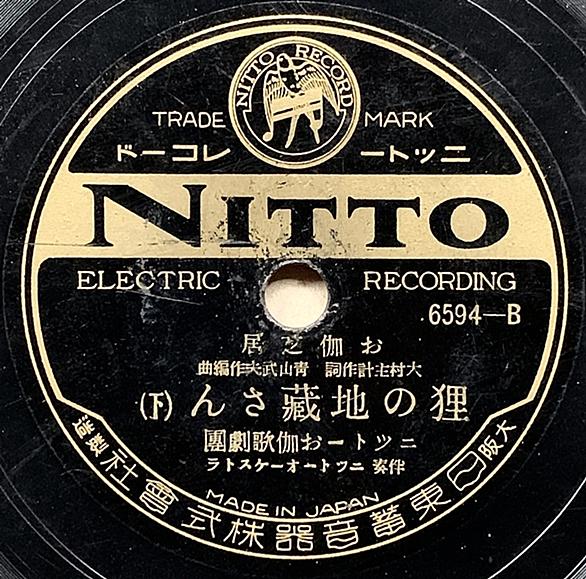 NITTO RECORD
TRADE MARK
ニットー レコード
NITTO
ELECTRIC RECORDING
6594—B
お伽芝居
大村主計作詞 青山武夫作編曲
狸の地藏さん (下)
ニットーお伽歌劇團
伴奏 ニットーオーケストラ
MADE IN JAPAN
大阪 日東蓄音器株式會社 製造